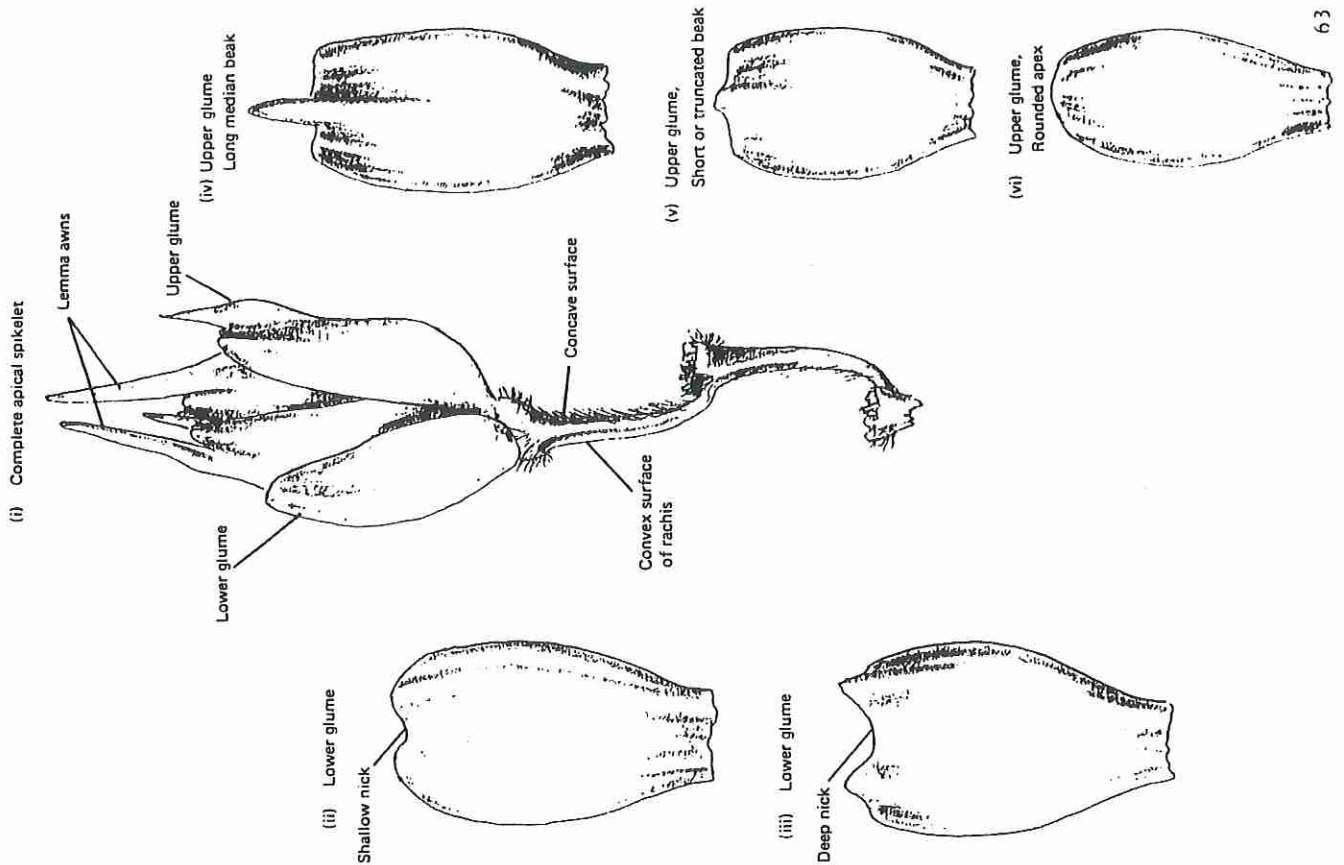 (i) Complete apical spikelet
Lemma awns
Upper glume
Lower glume
Concave surface
Convex surface
of rachis
(ii) Lower glume
Shallow nick
(iii) Lower glume
Deep nick
(iv) Upper glume
Long median beak
(v) Upper glume,
Short or truncated beak
(vi) Upper glume,
Rounded apex
63